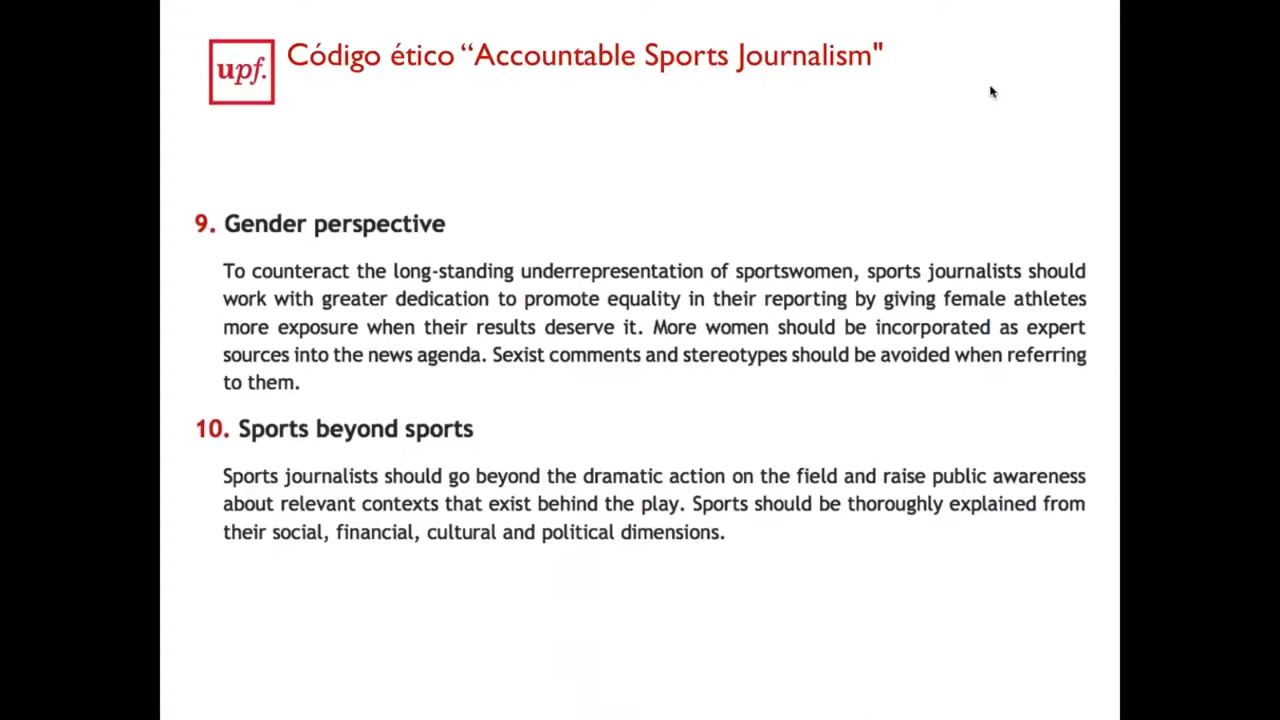 upf.
Código ético “Accountable Sports Journalism"
9. Gender perspective
To counteract the long-standing underrepresentation of sportswomen, sports journalists should
work with greater dedication to promote equality in their reporting by giving female athletes
more exposure when their results deserve it. More women should be incorporated as expert
sources into the news agenda. Sexist comments and stereotypes should be avoided when referring
to them.
10. Sports beyond sports
Sports journalists should go beyond the dramatic action on the field and raise public awareness
about relevant contexts that exist behind the play. Sports should be thoroughly explained from
their social, financial, cultural and political dimensions.